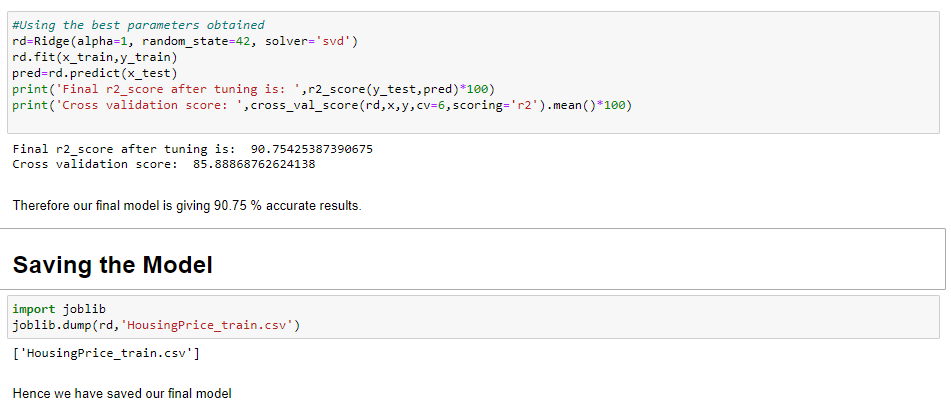 #Using the best parameters obtained
rd=Ridge(alpha=1, random_state=42, solver='svd')
rd.fit(x_train,y_train)
pred=rd.predict(x_test)
print('Final r2_score after tuning is: ',r2_score(y_test,pred)*100)
print('Cross validation score: ',cross_val_score(rd,x,y,cv=6,scoring='r2').mean()*100)
Final r2_score after tuning is:  90.75425387390675
Cross validation score:  85.88868762624138
Therefore our final model is giving 90.75 % accurate results.
Saving the Model
import joblib
joblib.dump(rd,'HousingPrice_train.csv')
['HousingPrice_train.csv']
Hence we have saved our final model